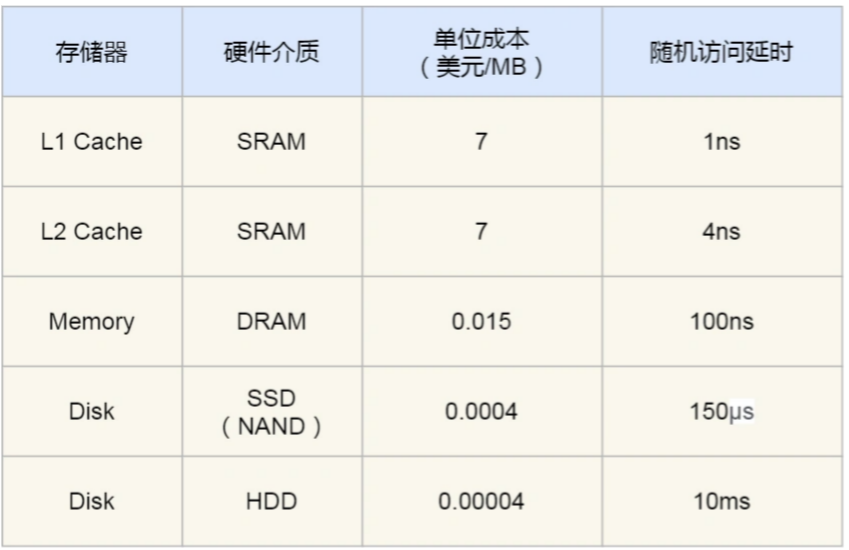 存储器 硬件介质 单位成本 随机访问延时
（美元/MB）
L1 Cache SRAM 7 1ns
L2 Cache SRAM 7 4ns
Memory DRAM 0.015 100ns
Disk SSD 0.0004 150μs
（NAND）
Disk HDD 0.00004 10ms